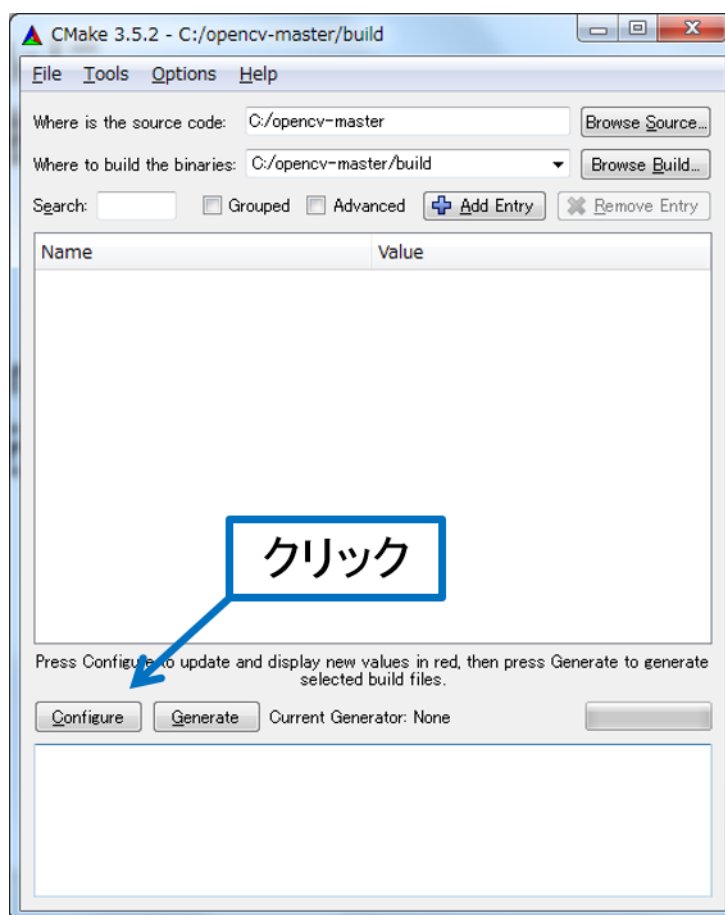 CMake 3.5.2 - C:/opencv-master/build
File Tools Options Help
Where is the source code: C:/opencv-master Browse Source...
Where to build the binaries: C:/opencv-master/build Browse Build...
Search: Grouped Advanced Add Entry Remove Entry
Name Value
クリック
Press Configure to update and display new values in red, then press Generate to generate
selected build files.
Configure Generate Current Generator: None